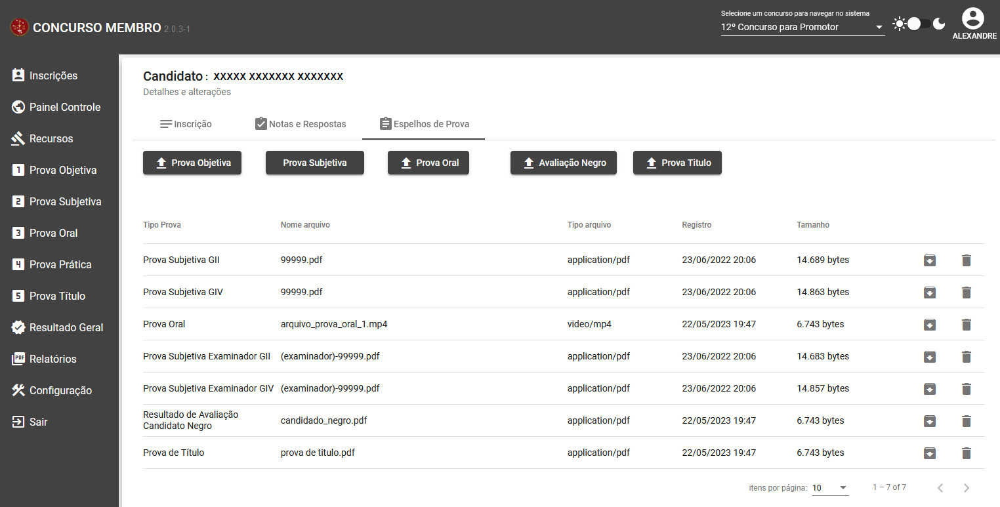 CONCURSO MEMBRO 2.0.3-1
Selecione um concurso para navegar no sistema
12º Concurso para Promotor
ALEXANDRE
Inscrições
Painel Controle
Recursos
1 Prova Objetiva
2 Prova Subjetiva
3 Prova Oral
4 Prova Prática
5 Prova Título
Resultado Geral
PDF Relatórios
Configuração
Sair
Candidato : XXXXX XXXXXXX XXXXXXX
Detalhes e alterações
Inscrição Notas e Respostas Espelhos de Prova
Prova Objetiva Prova Subjetiva Prova Oral Avaliação Negro Prova Titulo
Tipo Prova Nome arquivo Tipo arquivo Registro Tamanho
Prova Subjetiva GII 99999.pdf application/pdf 23/06/2022 20:06 14.689 bytes
Prova Subjetiva GIV 99999.pdf application/pdf 23/06/2022 20:06 14.863 bytes
Prova Oral arquivo_prova_oral_1.mp4 video/mp4 22/05/2023 19:47 6.743 bytes
Prova Subjetiva Examinador GII (examinador)-99999.pdf application/pdf 23/06/2022 20:06 14.683 bytes
Prova Subjetiva Examinador GIV (examinador)-99999.pdf application/pdf 23/06/2022 20:06 14.857 bytes
Resultado de Avaliação
Candidato Negro candidado_negro.pdf application/pdf 22/05/2023 19:47 6.743 bytes
Prova de Título prova de titulo.pdf application/pdf 22/05/2023 19:47 6.743 bytes
itens por página: 10 1 – 7 of 7